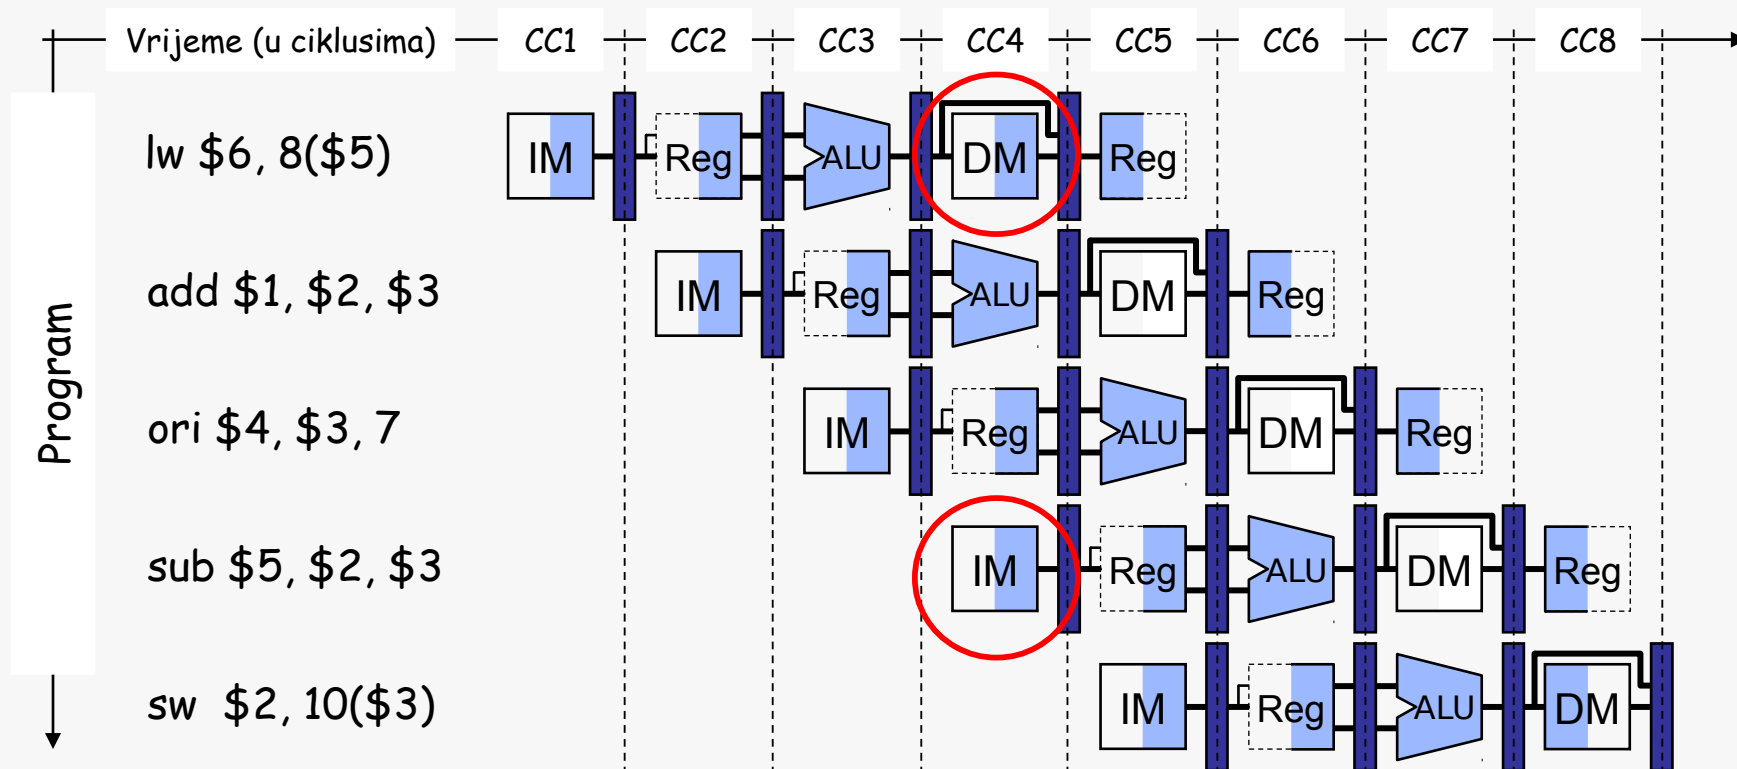 Vrijeme (u ciklusima) CC1 CC2 CC3 CC4 CC5 CC6 CC7 CC8
Program
lw $6, 8($5) IM Reg ALU DM Reg
add $1, $2, $3 IM Reg ALU DM Reg
ori $4, $3, 7 IM Reg ALU DM Reg
sub $5, $2, $3 IM Reg ALU DM Reg
sw $2, 10($3) IM Reg ALU DM